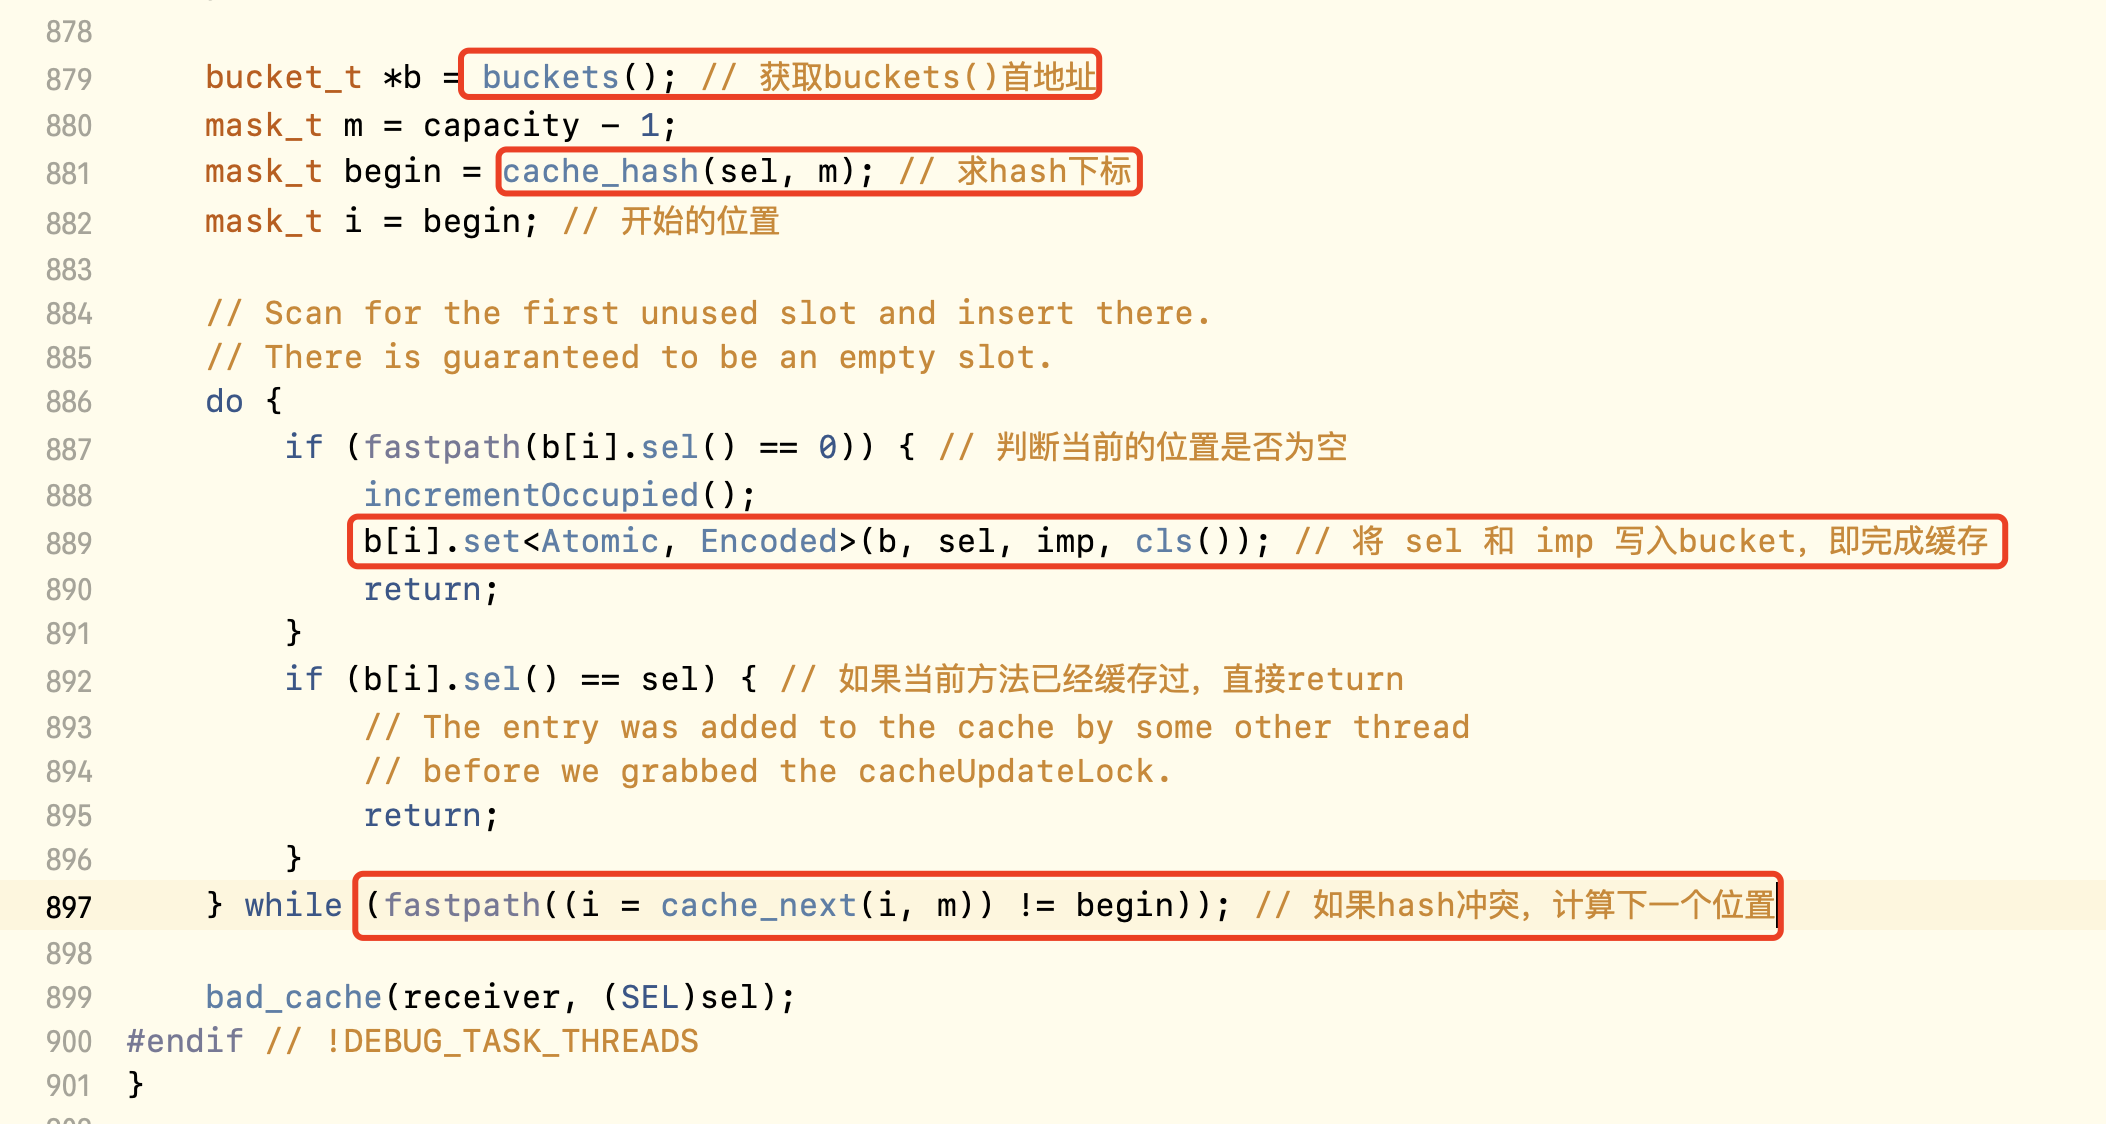 878
879 bucket_t *b = buckets(); // 获取buckets()首地址
880 mask_t m = capacity - 1;
881 mask_t begin = cache_hash(sel, m); // 求hash下标
882 mask_t i = begin; // 开始的位置
883
884 // Scan for the first unused slot and insert there.
885 // There is guaranteed to be an empty slot.
886 do {
887 if (fastpath(b[i].sel() == 0)) { // 判断当前的位置是否为空
888 incrementOccupied();
889 b[i].set<Atomic, Encoded>(b, sel, imp, cls()); // 将 sel 和 imp 写入bucket，即完成缓存
890 return;
891 }
892 if (b[i].sel() == sel) { // 如果当前方法已经缓存过，直接return
893 // The entry was added to the cache by some other thread
894 // before we grabbed the cacheUpdateLock.
895 return;
896 }
897 } while (fastpath((i = cache_next(i, m)) != begin)); // 如果hash冲突，计算下一个位置
898
899 bad_cache(receiver, (SEL)sel);
900 #endif // !DEBUG_TASK_THREADS
901 }